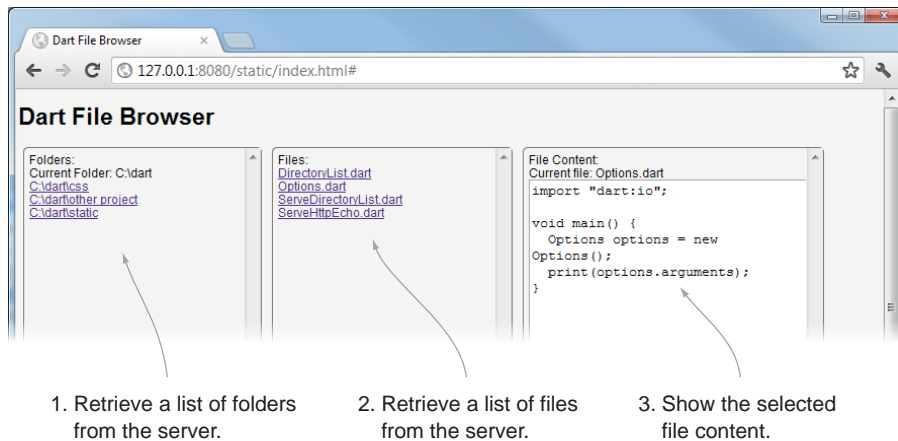 Dart File Browser
127.0.0.1:8080/static/index.html#
Dart File Browser
Folders:
Current Folder: C:\dart
C:\dart\css
C:\dart\other project
C:\dart\static
Files:
DirectoryList.dart
Options.dart
ServeDirectoryList.dart
ServeHttpEcho.dart
File Content:
Current file: Options.dart
import "dart:io";
void main() {
Options options = new
Options();
print(options.arguments);
}
1. Retrieve a list of folders
from the server.
2. Retrieve a list of files
from the server.
3. Show the selected
file content.